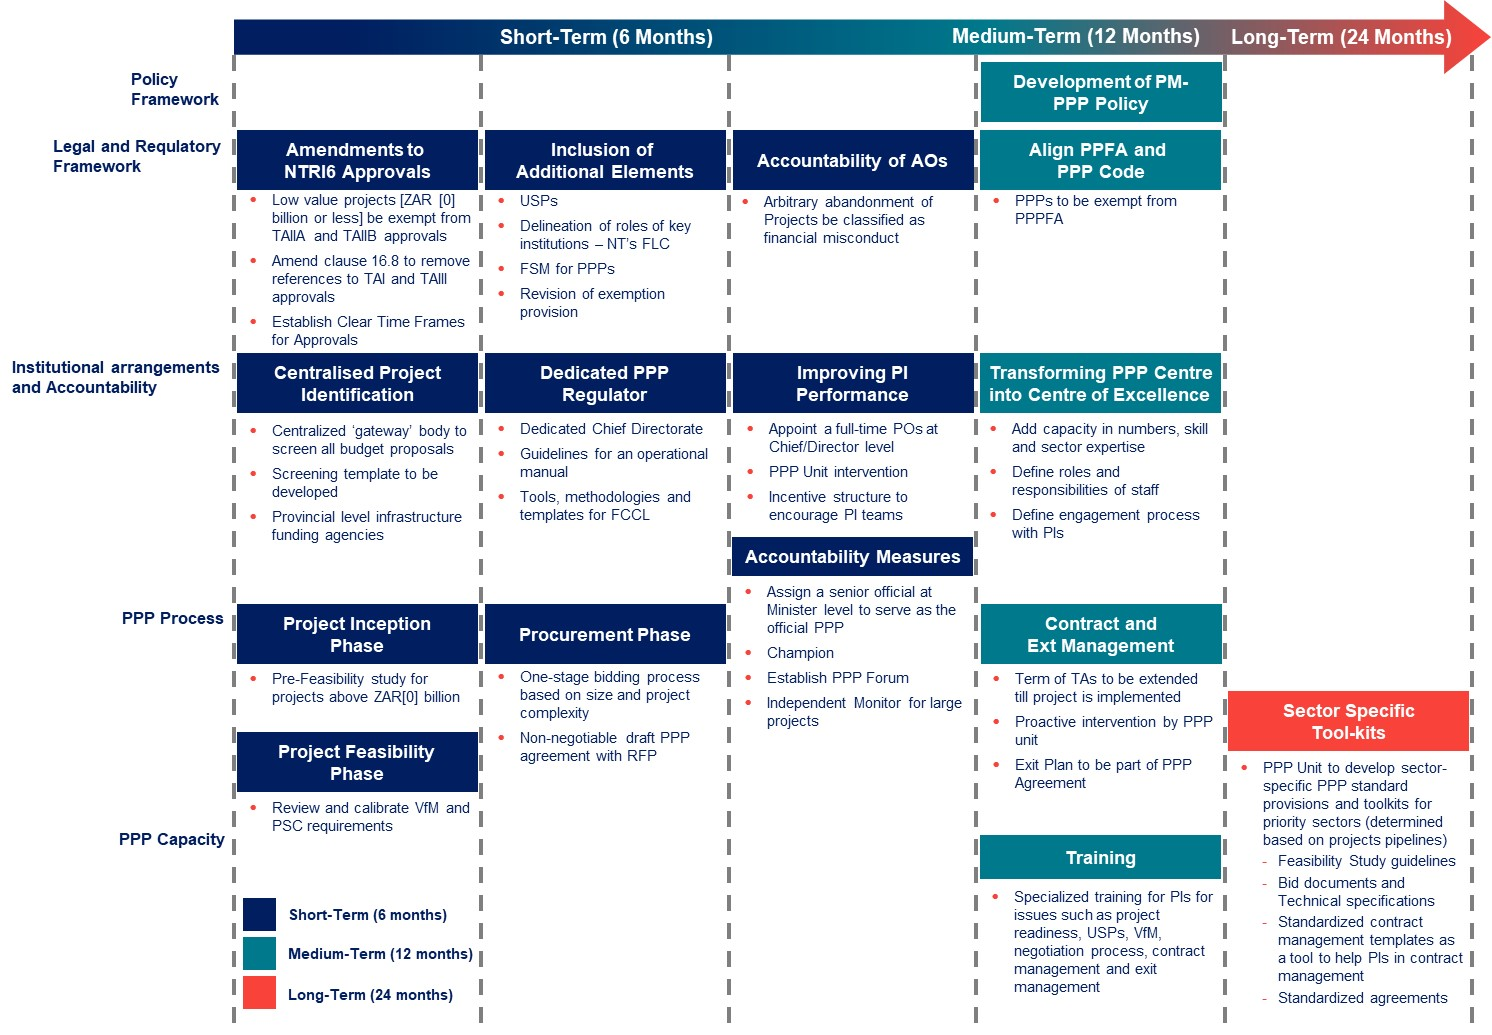 Short-Term (6 Months)
Medium-Term (12 Months)
Long-Term (24 Months)
Policy
Framework
Development of PM-
PPP Policy
Legal and Requlatory
Framework
Amendments to
NTRI6 Approvals
• Low value projects [ZAR [0]
billion or less] be exempt from
TAIIA and TAIIB approvals
• Amend clause 16.8 to remove
references to TAI and TAIII
approvals
• Establish Clear Time Frames
for Approvals
Inclusion of
Additional Elements
• USPs
• Delineation of roles of key
institutions – NT's FLC
• FSM for PPPs
• Revision of exemption
provision
Accountability of AOs
• Arbitrary abandonment of
Projects be classified as
financial misconduct
Align PPFA and
PPP Code
• PPPs to be exempt from
PPPFA
Institutional arrangements
and Accountability
Centralised Project
Identification
• Centralized ‘gateway’ body to
screen all budget proposals
• Screening template to be
developed
• Provincial level infrastructure
funding agencies
Dedicated PPP
Regulator
• Dedicated Chief Directorate
• Guidelines for an operational
manual
• Tools, methodologies and
templates for FCCL
Improving PI
Performance
• Appoint a full-time POs at
Chief/Director level
• PPP Unit intervention
• Incentive structure to
encourage PI teams
Accountability Measures
• Assign a senior official at
Minister level to serve as the
official PPP
• Champion
• Establish PPP Forum
• Independent Monitor for large
projects
Transforming PPP Centre
into Centre of Excellence
• Add capacity in numbers, skill
and sector expertise
• Define roles and
responsibilities of staff
• Define engagement process
with PIs
PPP Process
Project Inception
Phase
• Pre-Feasibility study for
projects above ZAR[0] billion
Project Feasibility
Phase
• Review and calibrate VfM and
PSC requirements
Procurement Phase
• One-stage bidding process
based on size and project
complexity
• Non-negotiable draft PPP
agreement with RFP
Contract and
Ext Management
• Term of TAs to be extended
till project is implemented
• Proactive intervention by PPP
unit
• Exit Plan to be part of PPP
Agreement
Sector Specific
Tool-kits
• PPP Unit to develop sector-
specific PPP standard
provisions and toolkits for
priority sectors (determined
based on projects pipelines)
- Feasibility Study guidelines
- Bid documents and
Technical specifications
- Standardized contract
management templates as
a tool to help PIs in contract
management
- Standardized agreements
PPP Capacity
Training
• Specialized training for PIs for
issues such as project
readiness, USPs, VfM,
negotiation process, contract
management and exit
management
Short-Term (6 months)
Medium-Term (12 months)
Long-Term (24 months)